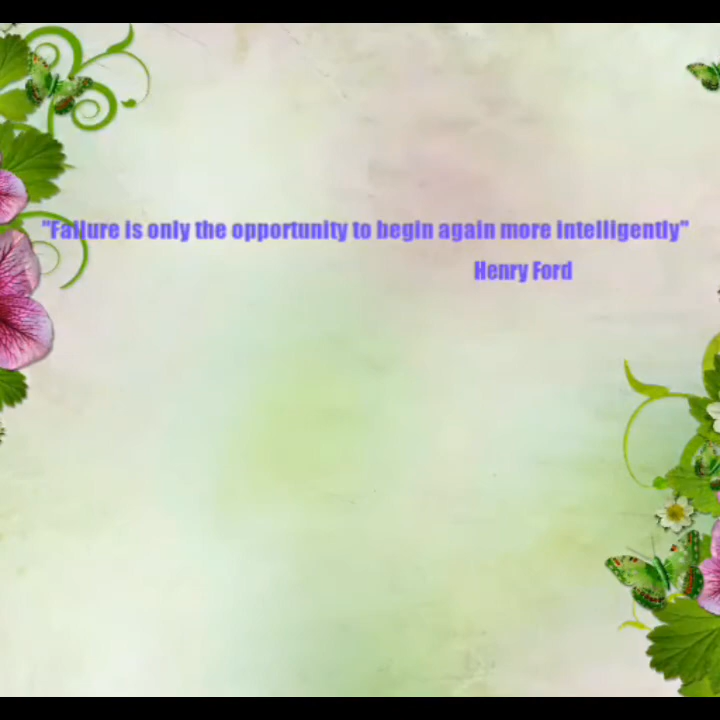 "Failure is only the opportunity to begin again more intelligently"
Henry Ford